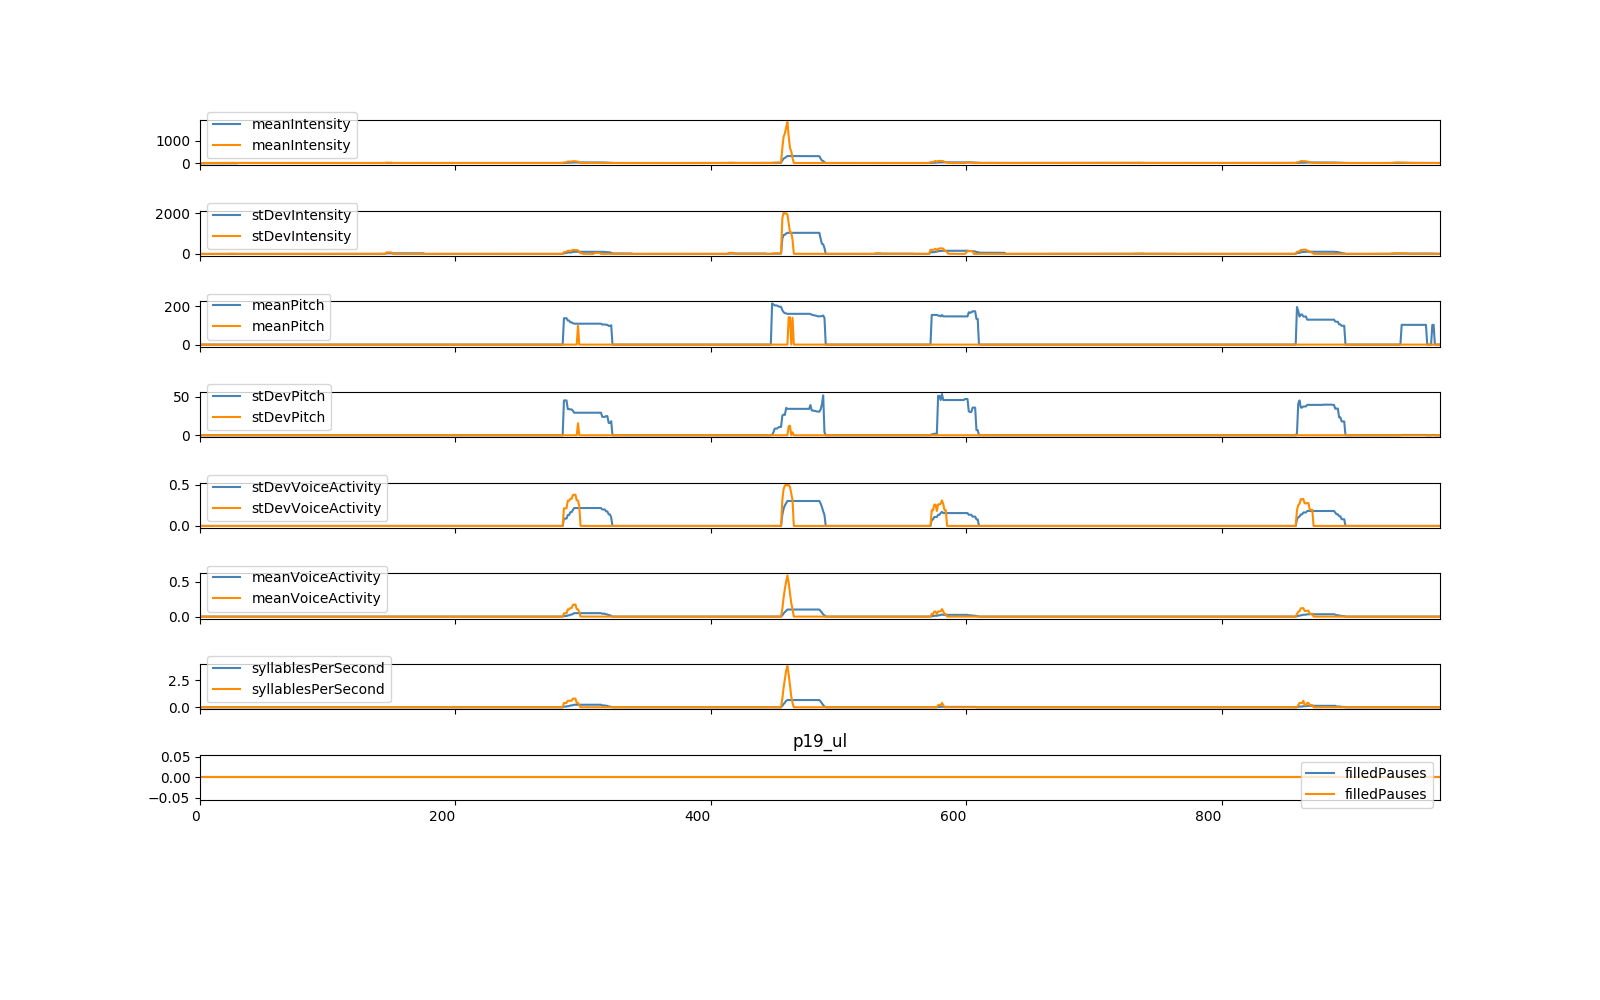 meanIntensity
meanIntensity
1000
0
stDevIntensity
stDevIntensity
2000
0
meanPitch
meanPitch
200
0
stDevPitch
stDevPitch
50
0
stDevVoiceActivity
stDevVoiceActivity
0.5
0.0
meanVoiceActivity
meanVoiceActivity
0.5
0.0
syllablesPerSecond
syllablesPerSecond
2.5
0.0
p19_ul
0.05
0.00
−0.05
filledPauses
filledPauses
0 200 400 600 800